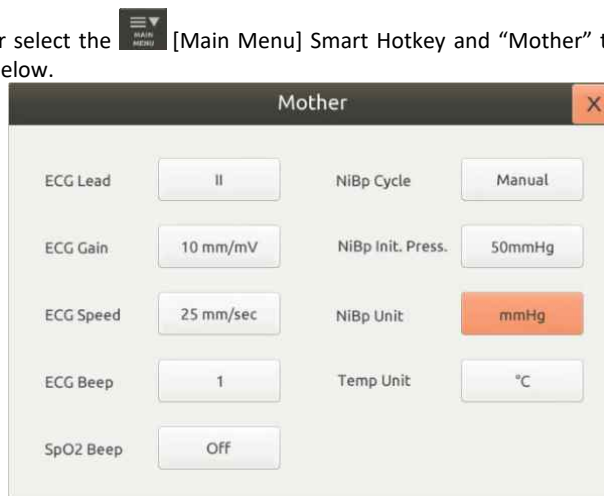 r select the MAIN MENU [Main Menu] Smart Hotkey and “Mother” t
elow.
Mother X
ECG Lead II NiBp Cycle Manual
ECG Gain 10 mm/mV NiBp Init. Press. 50mmHg
ECG Speed 25 mm/sec NiBp Unit mmHg
ECG Beep 1 Temp Unit °C
SpO2 Beep Off